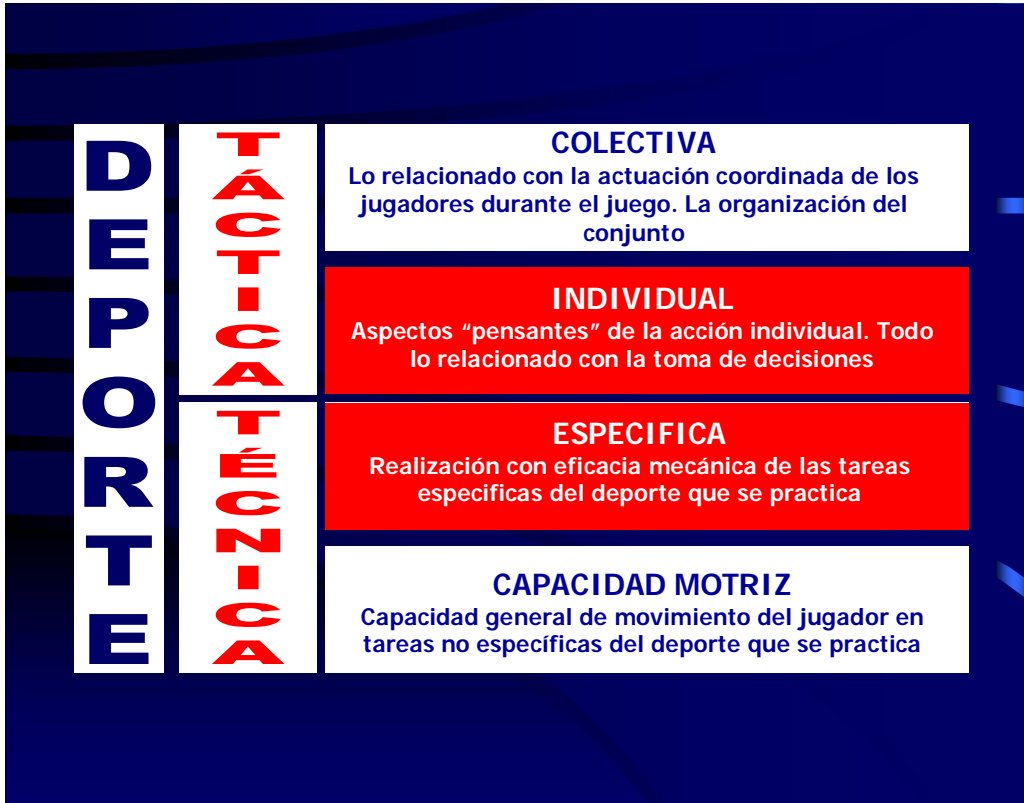 DEPORTE
TÁCTICA
COLECTIVA
Lo relacionado con la actuación coordinada de los
jugadores durante el juego. La organización del
conjunto
INDIVIDUAL
Aspectos “pensantes” de la acción individual. Todo
lo relacionado con la toma de decisiones
TÉCNICA
ESPECIFICA
Realización con eficacia mecánica de las tareas
especificas del deporte que se practica
CAPACIDAD MOTRIZ
Capacidad general de movimiento del jugador en
tareas no específicas del deporte que se practica